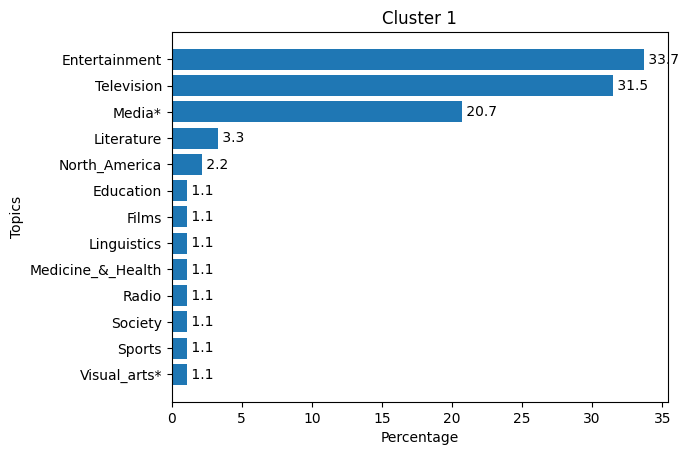 Cluster 1
Entertainment 33.7
Television 31.5
Media* 20.7
Literature 3.3
North_America 2.2
Education 1.1
Films 1.1
Linguistics 1.1
Medicine_&_Health 1.1
Radio 1.1
Society 1.1
Sports 1.1
Visual_arts* 1.1
Topics
0 5 10 15 20 25 30 35
Percentage